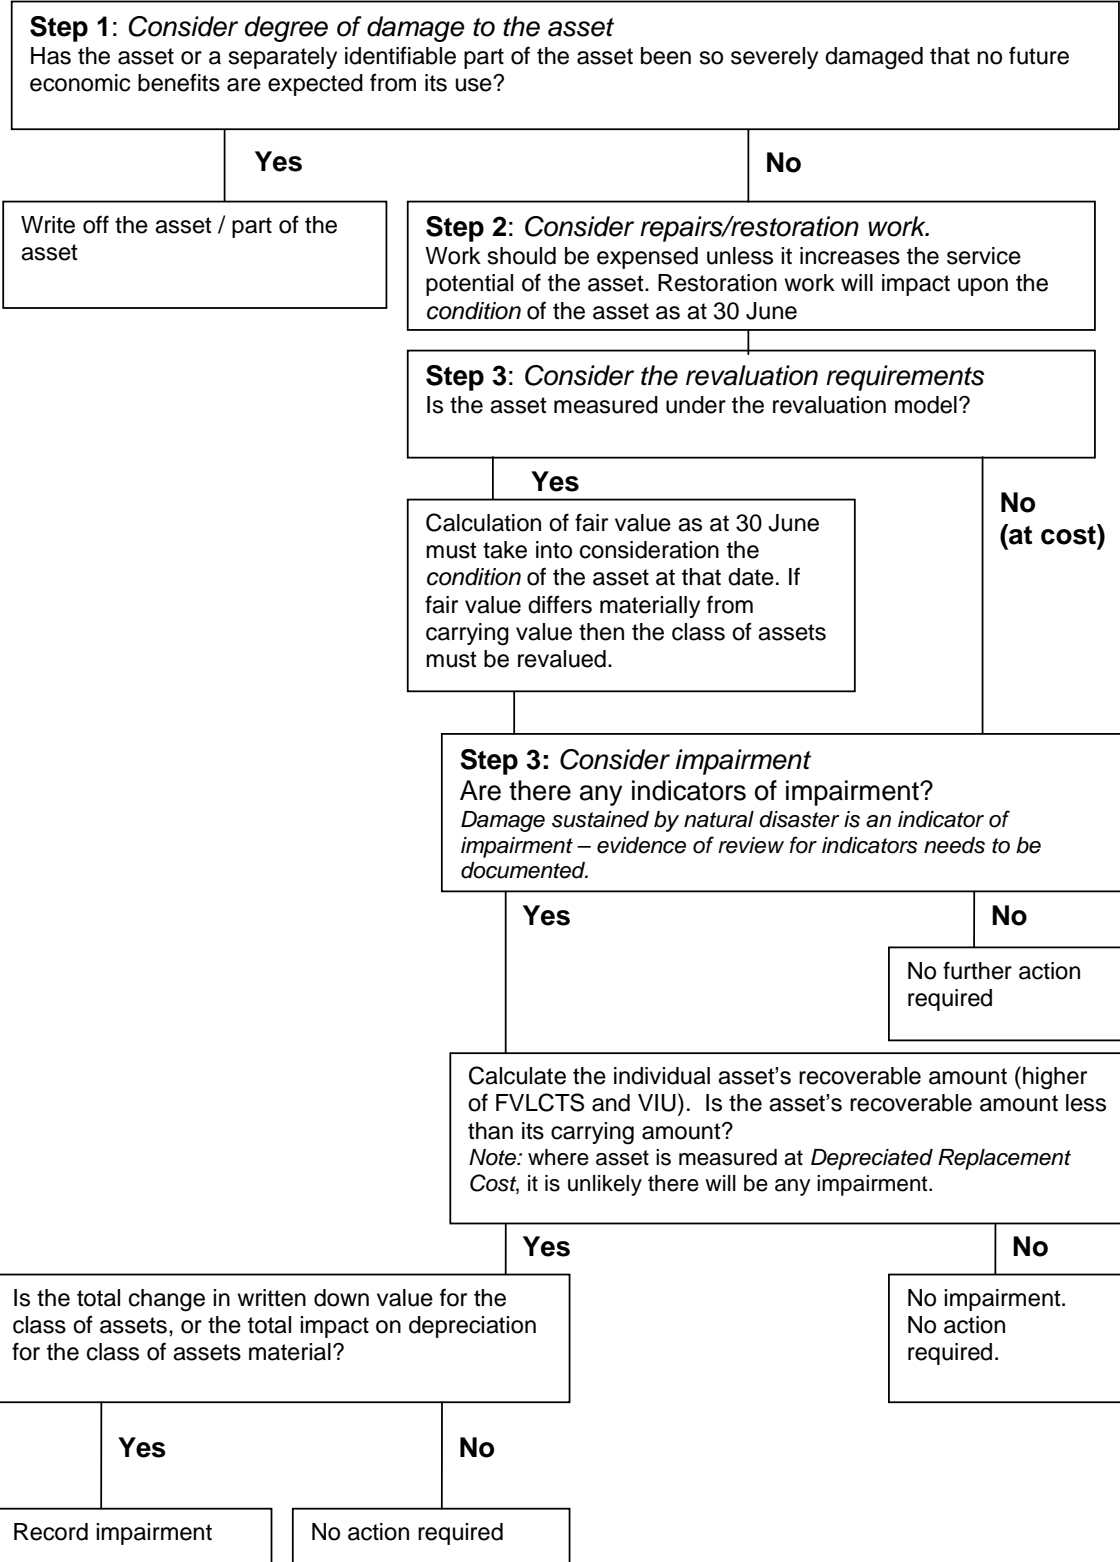 Step 1: Consider degree of damage to the asset
Has the asset or a separately identifiable part of the asset been so severely damaged that no future
economic benefits are expected from its use?
Yes
No
Write off the asset / part of the
asset
Step 2: Consider repairs/restoration work.
Work should be expensed unless it increases the service
potential of the asset. Restoration work will impact upon the
condition of the asset as at 30 June
Step 3: Consider the revaluation requirements
Is the asset measured under the revaluation model?
Yes
No
(at cost)
Calculation of fair value as at 30 June
must take into consideration the
condition of the asset at that date. If
fair value differs materially from
carrying value then the class of assets
must be revalued.
Step 3: Consider impairment
Are there any indicators of impairment?
Damage sustained by natural disaster is an indicator of
impairment – evidence of review for indicators needs to be
documented.
Yes
No
No further action
required
Calculate the individual asset's recoverable amount (higher
of FVLCTS and VIU).  Is the asset's recoverable amount less
than its carrying amount?
Note: where asset is measured at Depreciated Replacement
Cost, it is unlikely there will be any impairment.
Yes
No
Is the total change in written down value for the
class of assets, or the total impact on depreciation
for the class of assets material?
No impairment.
No action
required.
Yes
No
Record impairment
No action required